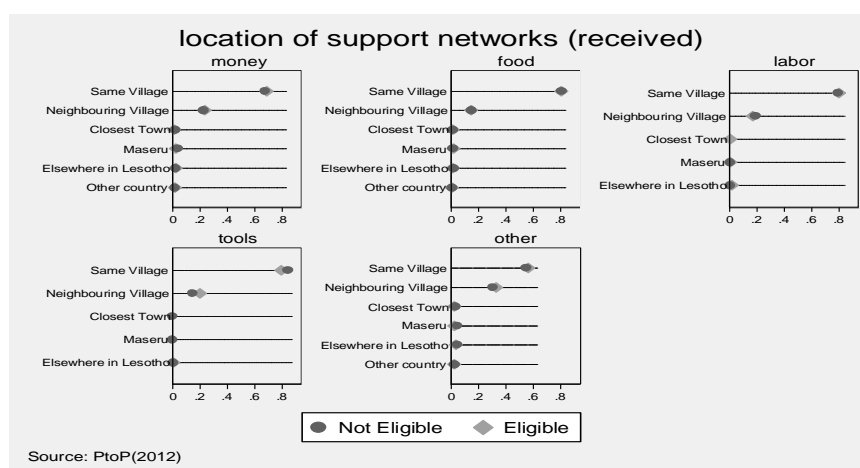 location of support networks (received)
money
Same Village
Neighbouring Village
Closest Town
Maseru
Elsewhere in Lesotho
Other country
0 .2 .4 .6 .8
food
Same Village
Neighbouring Village
Closest Town
Maseru
Elsewhere in Lesotho
Other country
0 .2 .4 .6 .8
labor
Same Village
Neighbouring Village
Closest Town
Maseru
Elsewhere in Lesotho
0 .2 .4 .6 .8
tools
Same Village
Neighbouring Village
Closest Town
Maseru
Elsewhere in Lesotho
0 .2 .4 .6 .8
other
Same Village
Neighbouring Village
Closest Town
Maseru
Elsewhere in Lesotho
Other country
0 .2 .4 .6 .8
Not Eligible Eligible
Source: PtoP(2012)